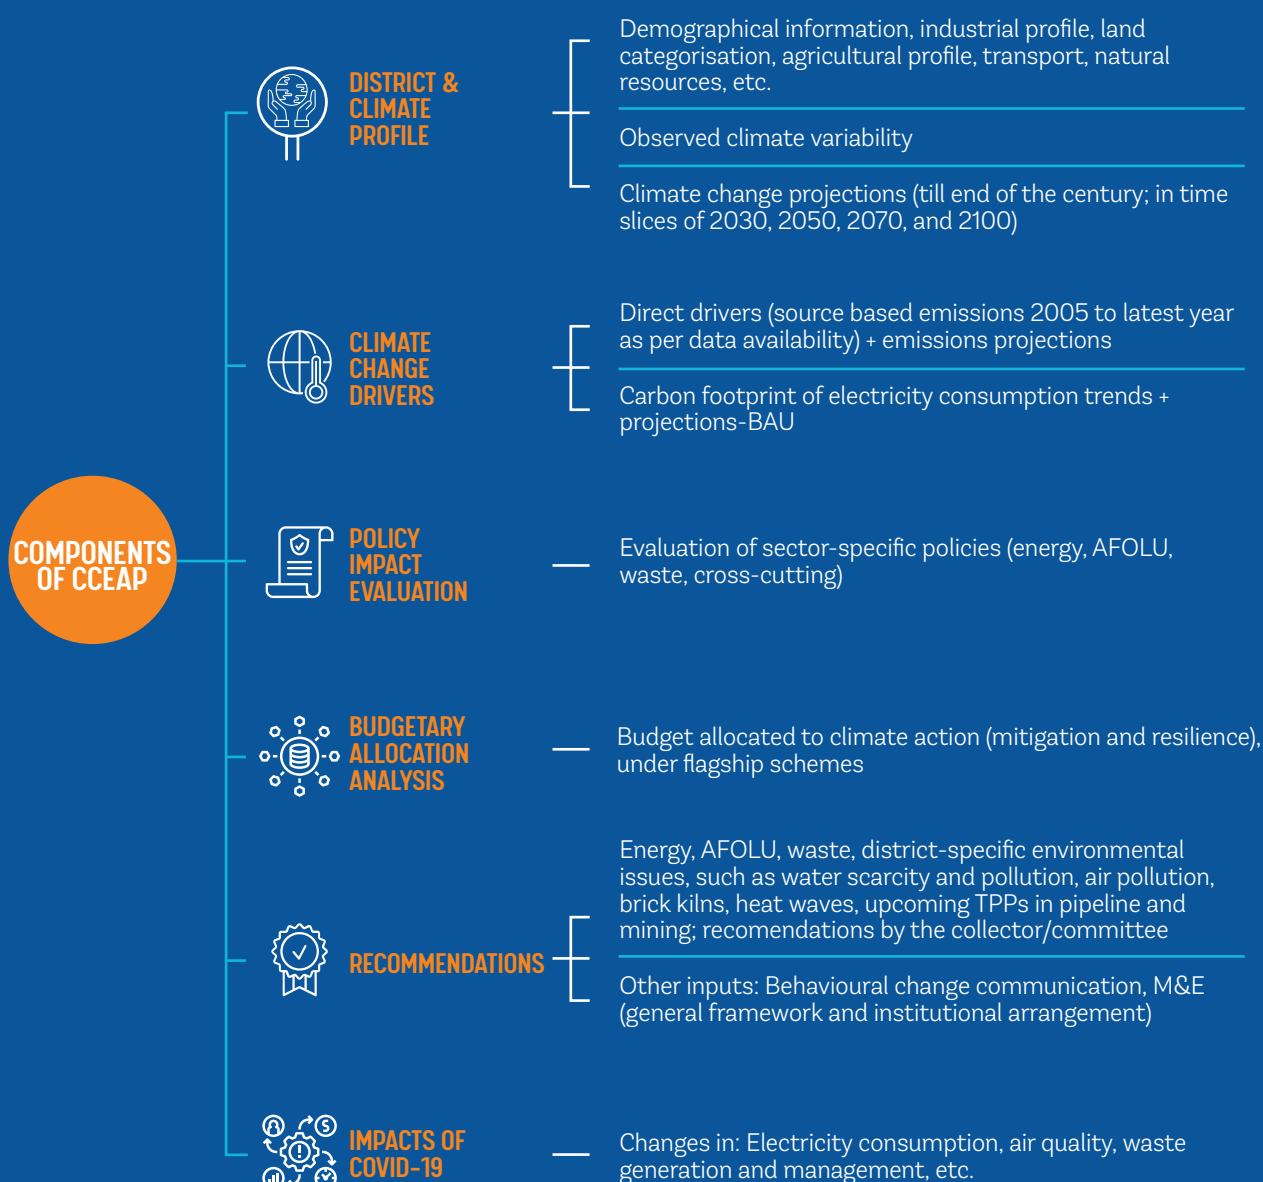 COMPONENTS
OF CCEAP
DISTRICT &
CLIMATE
PROFILE
Demographical information, industrial profile, land
categorisation, agricultural profile, transport, natural
resources, etc.
Observed climate variability
Climate change projections (till end of the century; in time
slices of 2030, 2050, 2070, and 2100)
CLIMATE
CHANGE
DRIVERS
Direct drivers (source based emissions 2005 to latest year
as per data availability) + emissions projections
Carbon footprint of electricity consumption trends +
projections-BAU
POLICY
IMPACT
EVALUATION
Evaluation of sector-specific policies (energy, AFOLU,
waste, cross-cutting)
BUDGETARY
ALLOCATION
ANALYSIS
Budget allocated to climate action (mitigation and resilience),
under flagship schemes
RECOMMENDATIONS
Energy, AFOLU, waste, district-specific environmental
issues, such as water scarcity and pollution, air pollution,
brick kilns, heat waves, upcoming TPPs in pipeline and
mining; recomendations by the collector/committee
Other inputs: Behavioural change communication, M&E
(general framework and institutional arrangement)
IMPACTS OF
COVID-19
Changes in: Electricity consumption, air quality, waste
generation and management, etc.